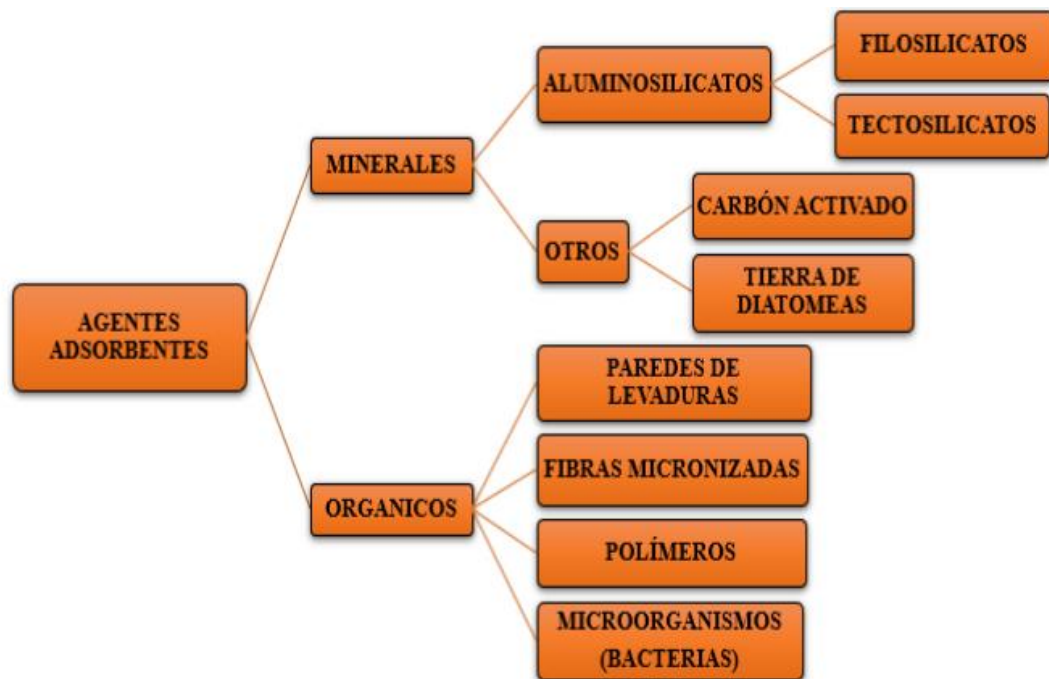 AGENTES
ADSORBENTES
MINERALES
ALUMINOSILICATOS
FILOSILICATOS
TECTOSILICATOS
OTROS
CARBÓN ACTIVADO
TIERRA DE
DIATOMEAS
ORGANICOS
PAREDES DE
LEVADURAS
FIBRAS MICRONIZADAS
POLÍMEROS
MICROORGANISMOS
(BACTERIAS)